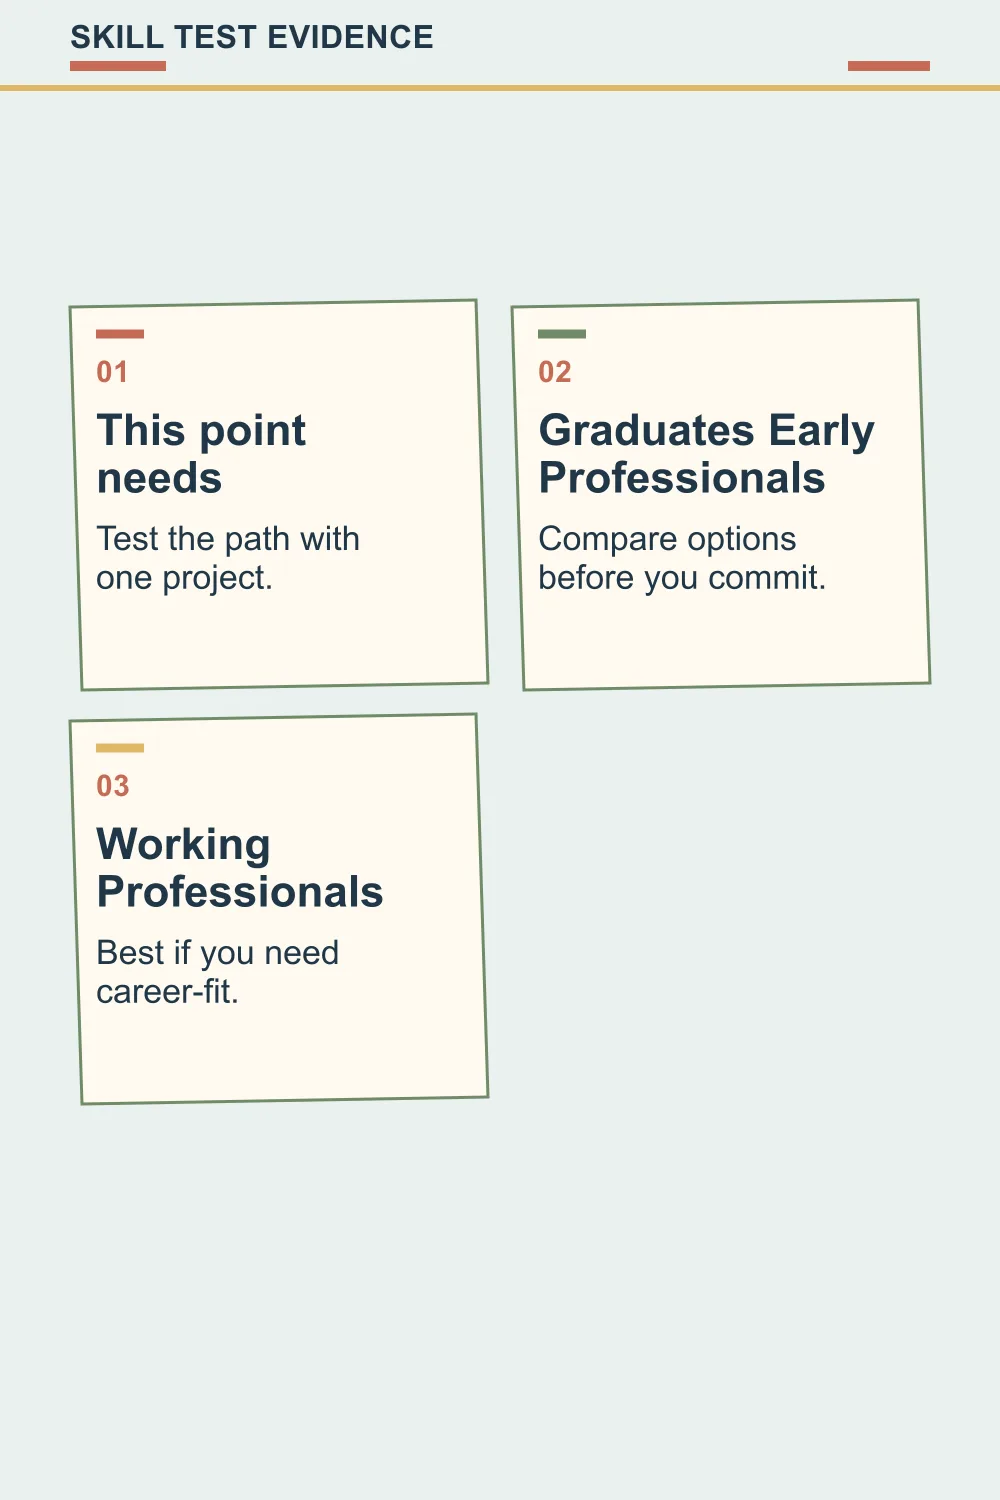 SKILL TEST EVIDENCE
01
This point
needs
Test the path with
one project.
02
Graduates Early
Professionals
Compare options
before you commit.
03
Working
Professionals
Best if you need
career-fit.